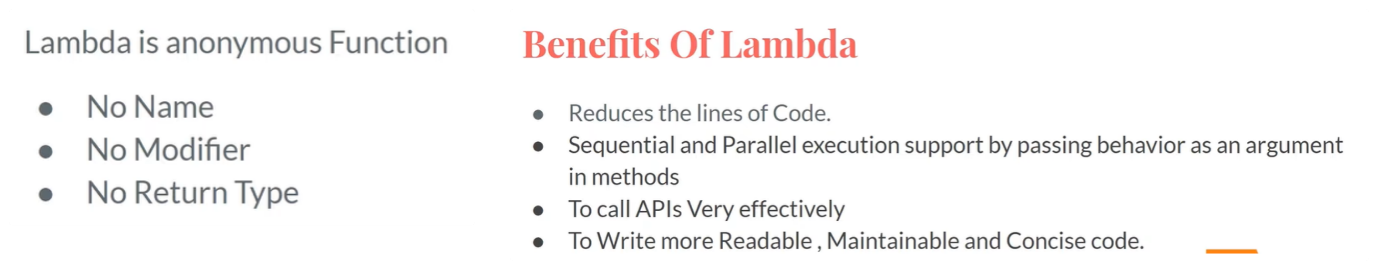 Lambda is anonymous Function
● No Name
● No Modifier
● No Return Type
Benefits Of Lambda
● Reduces the lines of Code.
● Sequential and Parallel execution support by passing behavior as an argument
in methods
● To call APIs Very effectively
● To Write more Readable , Maintainable and Concise code.